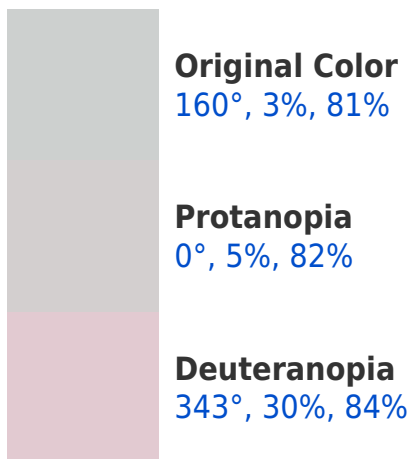 Original Color
160°, 3%, 81%
Protanopia
0°, 5%, 82%
Deuteranopia
343°, 30%, 84%